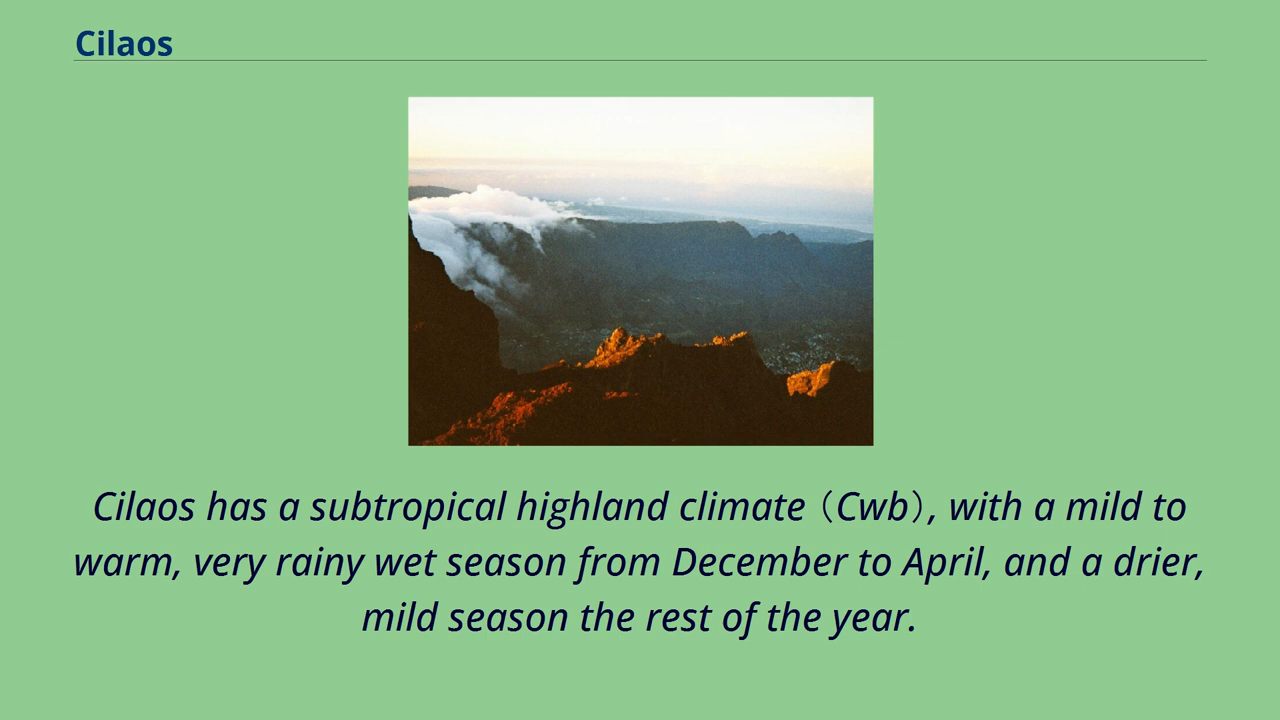 Cilaos
Cilaos has a subtropical highland climate（Cwb）, with a mild to
warm, very rainy wet season from December to April, and a drier,
mild season the rest of the year.